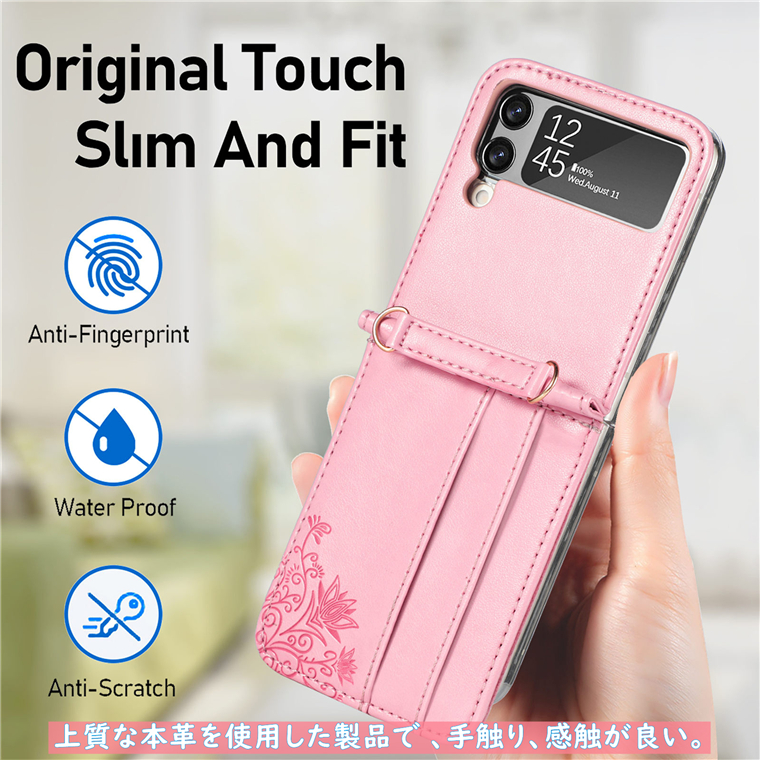 Original Touch
Slim And Fit
12
45
100%
Wed,August 11
Anti-Fingerprint
Water Proof
Anti-Scratch
上質な本革を使用した製品で、手触り、感触が良い。